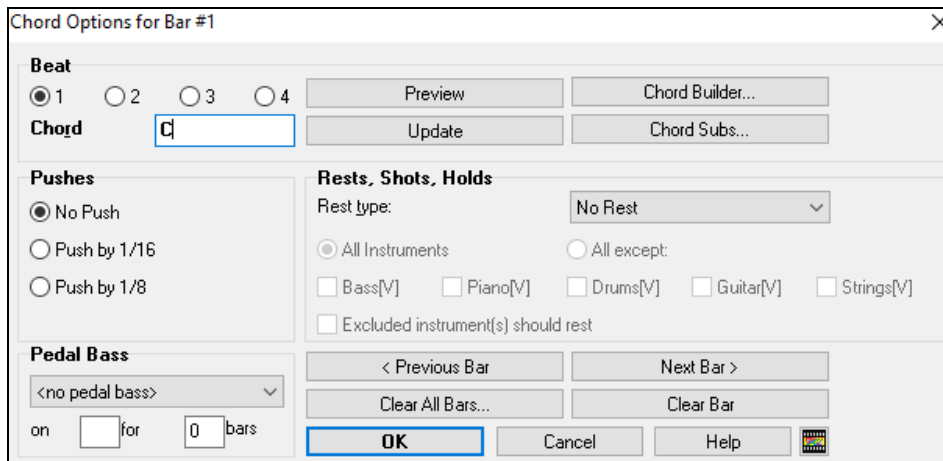 Chord Options for Bar #1
Beat
1 2 3 4
Preview
Chord Builder...
Chord C
Update
Chord Subs...
Pushes
No Push
Push by 1/16
Push by 1/8
Rests, Shots, Holds
Rest type: No Rest
All Instruments All except:
Bass[V] Piano[V] Drums[V] Guitar[V] Strings[V]
Excluded instrument(s) should rest
Pedal Bass
<no pedal bass>
on for 0 bars
< Previous Bar Next Bar >
Clear All Bars... Clear Bar
OK Cancel Help